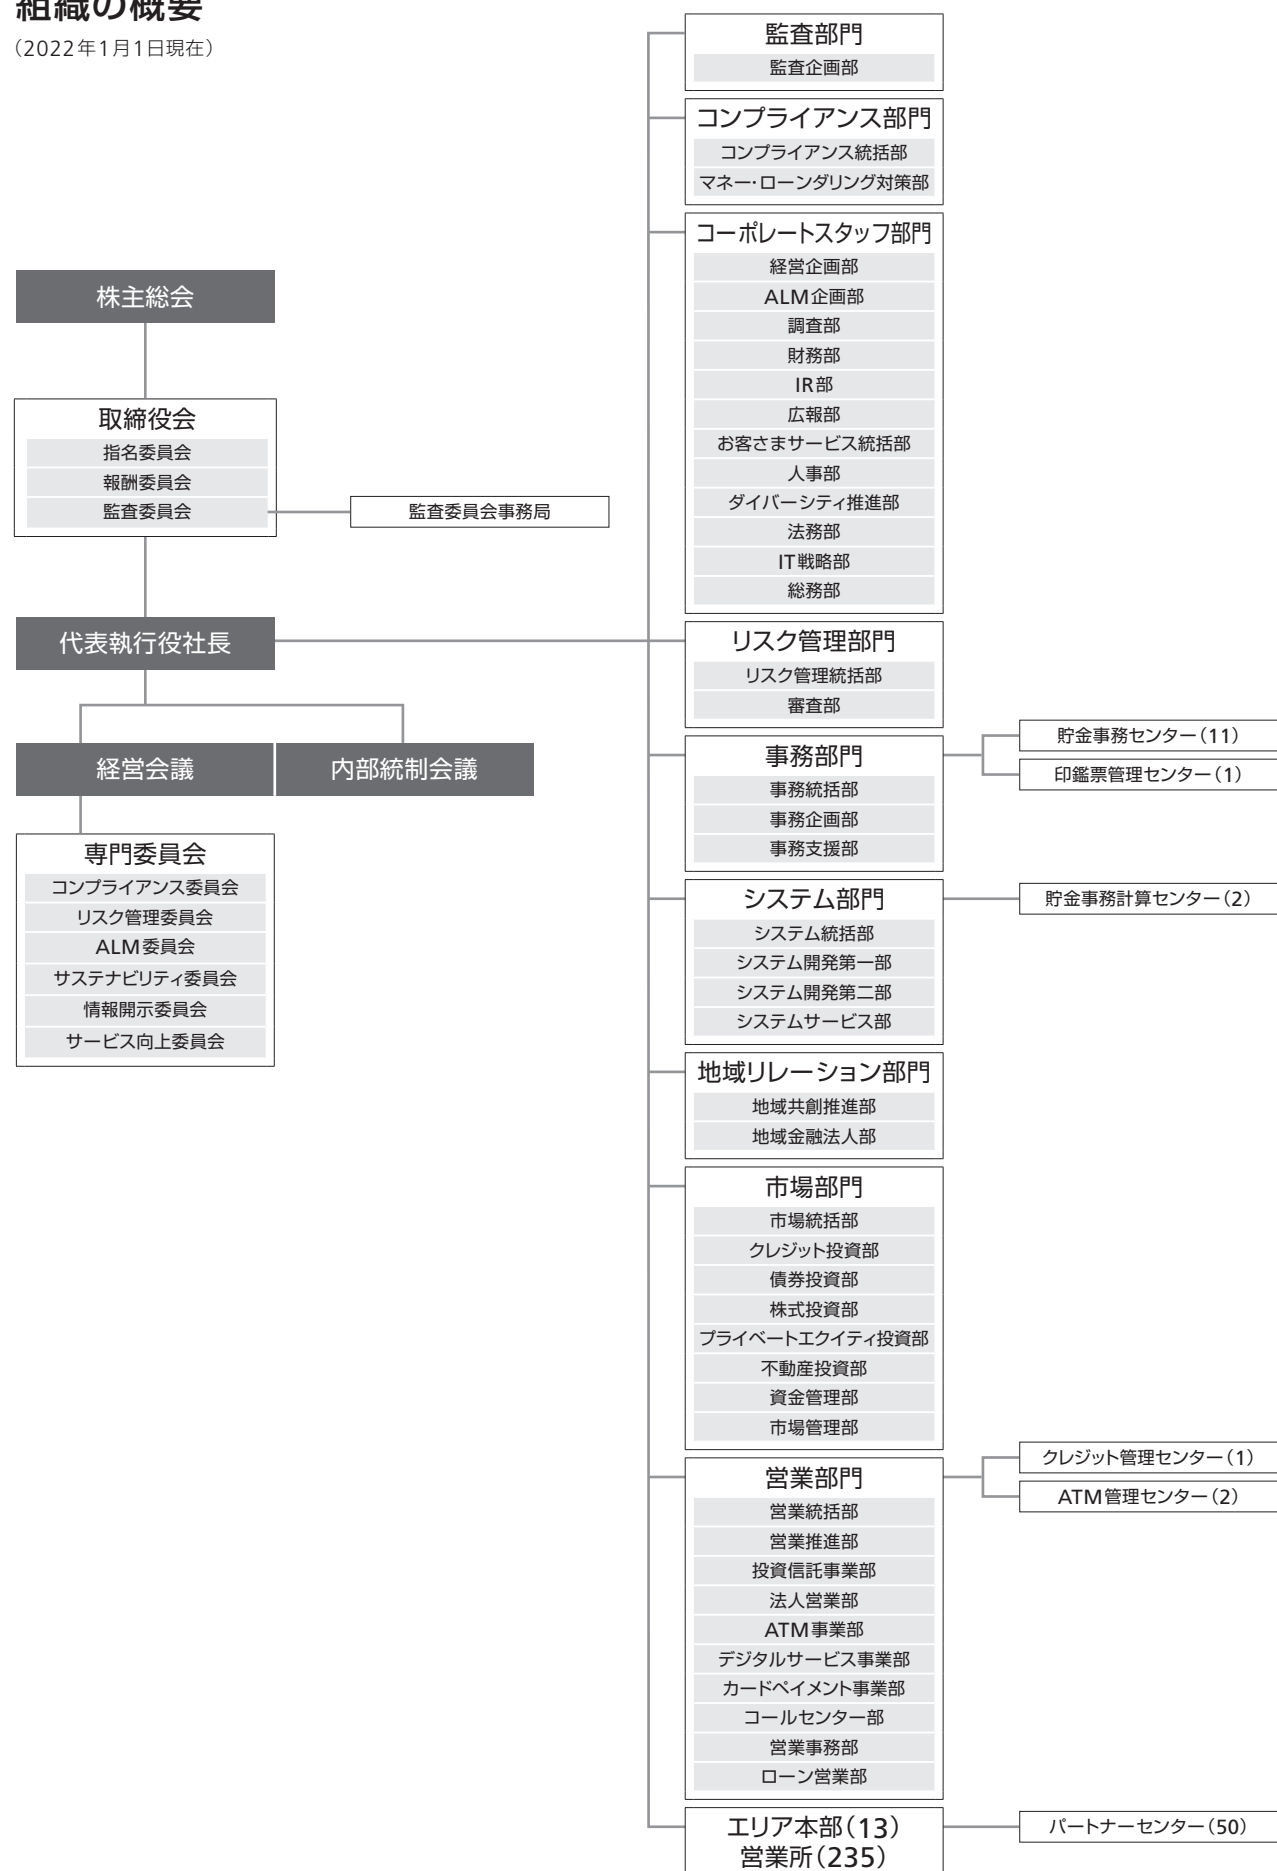 組織の概要
（2022年1月1日現在）
株主総会
取締役会
指名委員会
報酬委員会
監査委員会
監査委員会事務局
代表執行役社長
経営会議
内部統制会議
専門委員会
コンプライアンス委員会
リスク管理委員会
ALM委員会
サステナビリティ委員会
情報開示委員会
サービス向上委員会
監査部門
監査企画部
コンプライアンス部門
コンプライアンス統括部
マネー・ローンダリング対策部
コーポレートスタッフ部門
経営企画部
ALM企画部
調査部
財務部
IR部
広報部
お客さまサービス統括部
人事部
ダイバーシティ推進部
法務部
IT戦略部
総務部
リスク管理部門
リスク管理統括部
審査部
事務部門
事務統括部
事務企画部
事務支援部
貯金事務センター（11）
印鑑票管理センター（1）
システム部門
システム統括部
システム開発第一部
システム開発第二部
システムサービス部
貯金事務計算センター（2）
地域リレーション部門
地域共創推進部
地域金融法人部
市場部門
市場統括部
クレジット投資部
債券投資部
株式投資部
プライベートエクイティ投資部
不動産投資部
資金管理部
市場管理部
営業部門
営業統括部
営業推進部
投資信託事業部
法人営業部
ATM事業部
デジタルサービス事業部
カードペイメント事業部
コールセンター部
営業事務部
ローン営業部
クレジット管理センター（1）
ATM管理センター（2）
エリア本部（13）
営業所（235）
パートナーセンター（50）